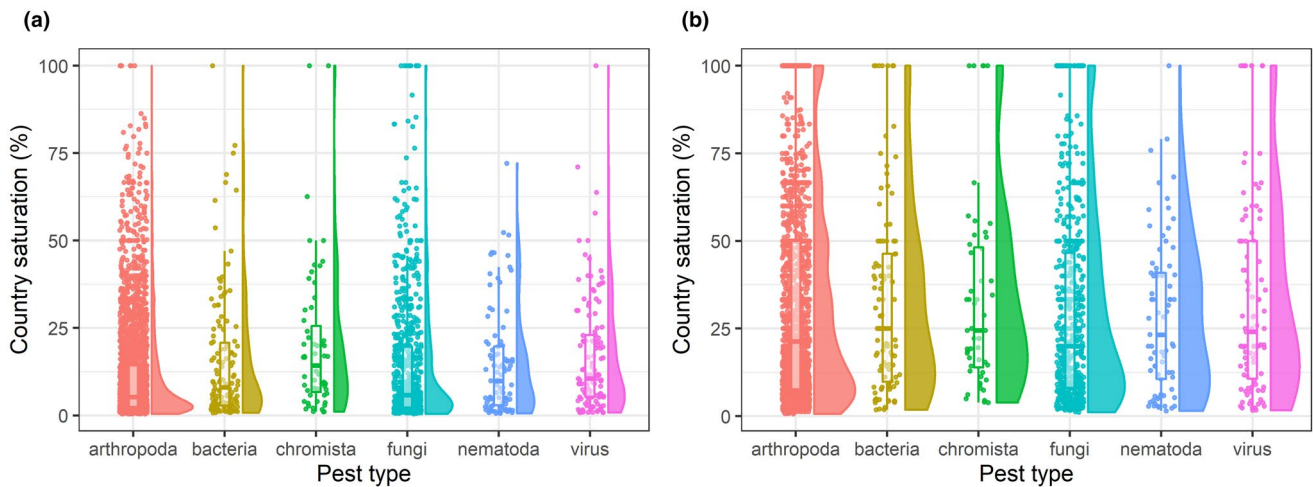 (a)
Country saturation (%)
100
75
50
25
0
arthropoda bacteria chromista fungi nematoda virus
Pest type
(b)
Country saturation (%)
100
75
50
25
0
arthropoda bacteria chromista fungi nematoda virus
Pest type